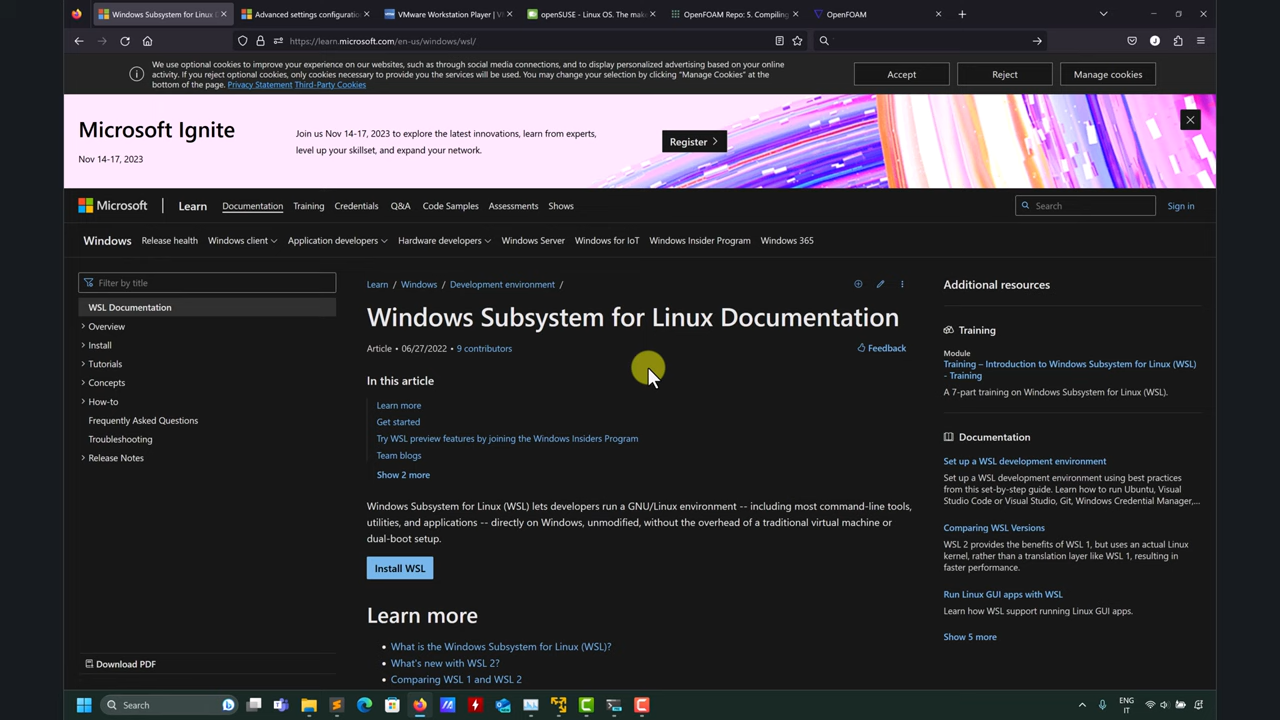 Windows Subsystem for Linux D
Advanced settings configuratio
VMware Workstation Player | V
openSUSE - Linux OS. The make
OpenFOAM Repo: 5. Compiling
OpenFOAM
https://learn.microsoft.com/en-us/windows/wsl/
We use optional cookies to improve your experience on our websites, such as through social media connections, and to display personalized advertising based on your
online activity. If you reject optional cookies, only cookies necessary to provide you the services will be used. You may change your selection by clicking "Manage Cookies" at the
bottom of the page. Privacy Statement Third-Party Cookies
Accept
Reject
Manage cookies
Microsoft Ignite
Nov 14-17, 2023
Join us Nov 14-17, 2023 to explore the latest innovations, learn from experts,
level up your skillset, and expand your network.
Register
Microsoft
Learn
Documentation
Training
Credentials
Q&A
Code Samples
Assessments
Shows
Search
Sign in
Windows
Release health
Windows client
Application developers
Hardware developers
Windows Server
Windows for IoT
Windows Insider Program
Windows 365
Filter by title
WSL Documentation
Overview
Install
Tutorials
Concepts
How-to
Frequently Asked Questions
Troubleshooting
Release Notes
Download PDF
Learn / Windows / Development environment /
Windows Subsystem for Linux Documentation
Article • 06/27/2022 • 9 contributors
Feedback
In this article
Learn more
Get started
Try WSL preview features by joining the Windows Insiders Program
Team blogs
Show 2 more
Windows Subsystem for Linux (WSL) lets developers run a GNU/Linux environment -- including most command-line tools,
utilities, and applications -- directly on Windows, unmodified, without the overhead of a traditional virtual machine or
dual-boot setup.
Install WSL
Learn more
• What is the Windows Subsystem for Linux (WSL)?
• What's new with WSL 2?
• Comparing WSL 1 and WSL 2
Additional resources
Training
Module
Training – Introduction to Windows Subsystem for Linux (WSL)
- Training
A 7-part training on Windows Subsystem for Linux (WSL).
Documentation
Set up a WSL development environment
Set up a WSL development environment using best practices
from this set-by-step guide. Learn how to run Ubuntu, Visual
Studio Code or Visual Studio, Git, Windows Credential Manager,...
Comparing WSL Versions
WSL 2 provides the benefits of WSL 1, but uses an actual Linux
kernel, rather than a translation layer like WSL 1, resulting in
faster performance.
Run Linux GUI apps with WSL
Learn how WSL support running Linux GUI apps.
Show 5 more
Search
ENG
IT